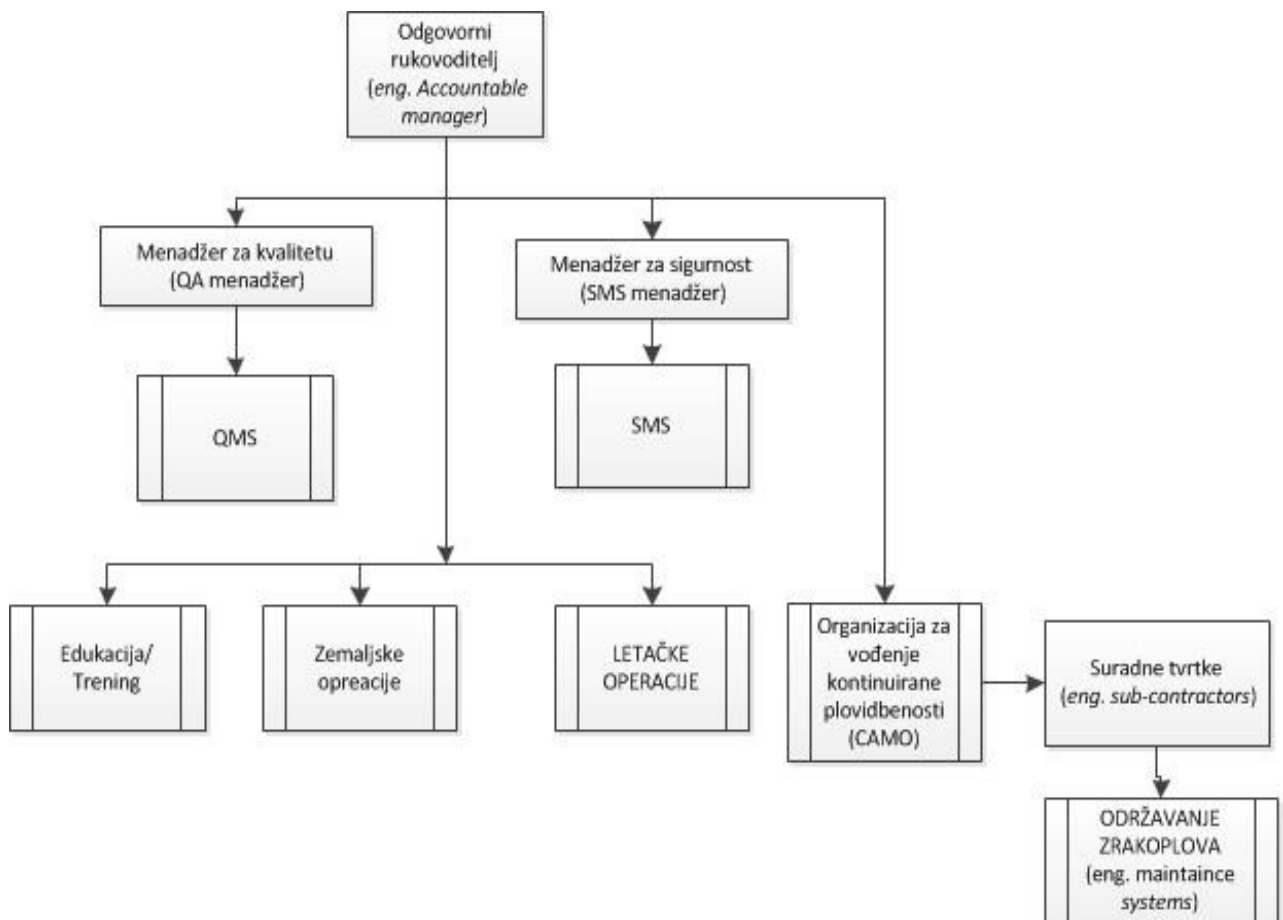 Odgovorni
rukovoditelj
(eng. Accountable
manager)
Menadžer za kvalitetu
(QA menadžer)
Menadžer za sigurnost
(SMS menadžer)
QMS
SMS
Edukacija/
Trening
Zemaljske
opreacije
LETAČKE
OPERACIJE
Organizacija za
vođenje
kontinuirane
plovidbenosti
(CAMO)
Suradne tvrtke
(eng. sub-contractors)
ODRŽAVANJE
ZRAKOPLOVA
(eng. maintaince
systems)